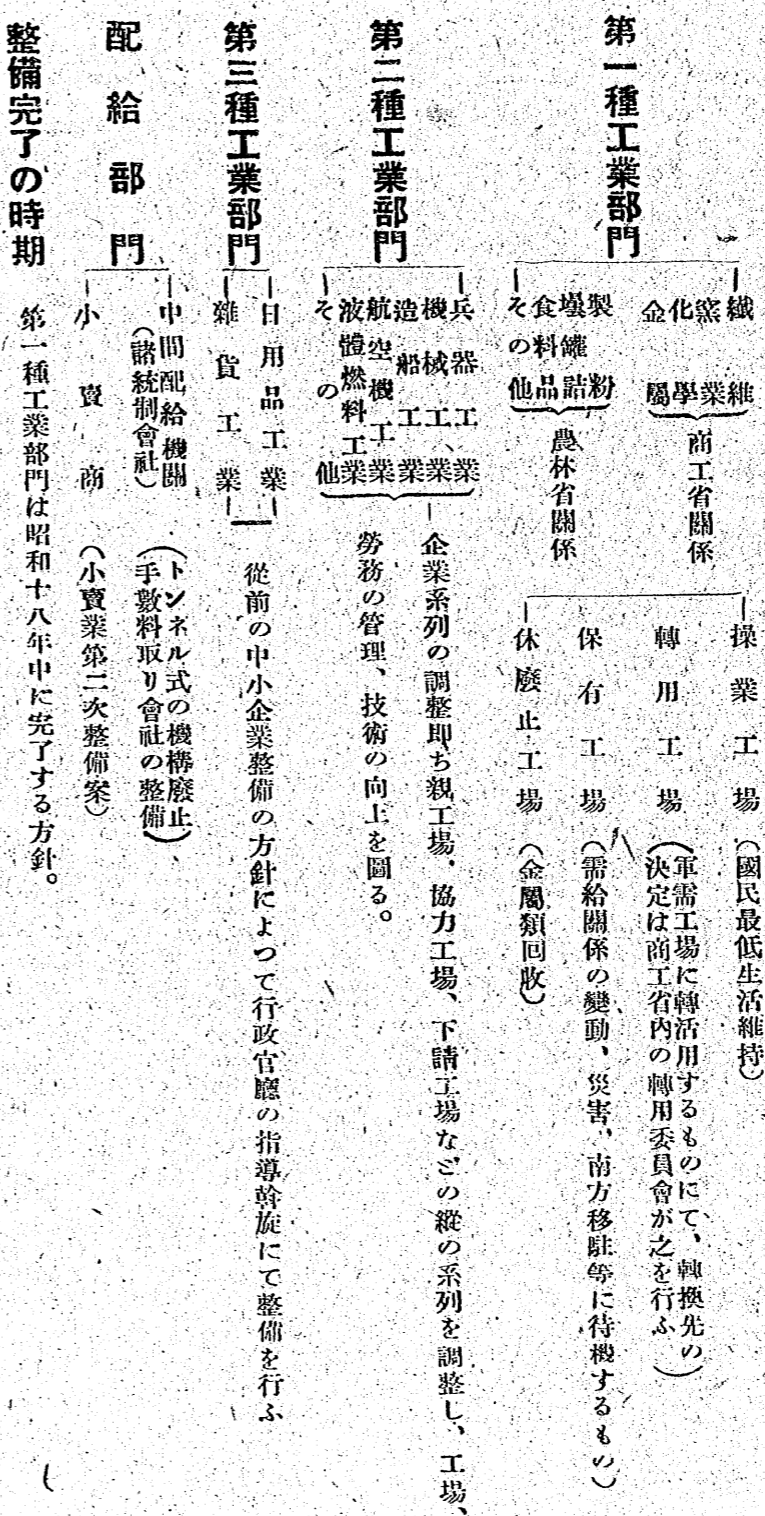 第一種工業部門
纖維
窯業
化學
金屬
商工省關係
製粉
壜罐詰
食料品
その他
農林省關係
操業工場
(國民最低生活維持)
轉用工場
(軍需工場に轉活用するものにて、轉換光の
決定は商工省内の轉用委員會が之を行ふ)
保有工場
(需給關係の變動、災害、南方移駐等に待機するもの)
休廢止工場
(金屬類回收)
第二種工業部門
兵器工業
機械工業
造船工業
航空機工業
液體燃料工業
その他
企業系列の調整即ち親工場、協力工場、下請工場などの縱の系列を調整し、工場、
勞務の管理、技術の向上を圖る。
第三種工業部門
日用品工業
雜貨工業
從前の中小企業整備の方針によつて行政官廳の指導斡旋にて整備を行ふ
配給部門
中間配給機關
(諸統制會社)
(トンネル式の機構廢止
手數料取り會社の整備)
小賣商
(小賣業第二次整備案)
整備完了の時期
第一種工業部門は昭和十八年中に完了する方針。